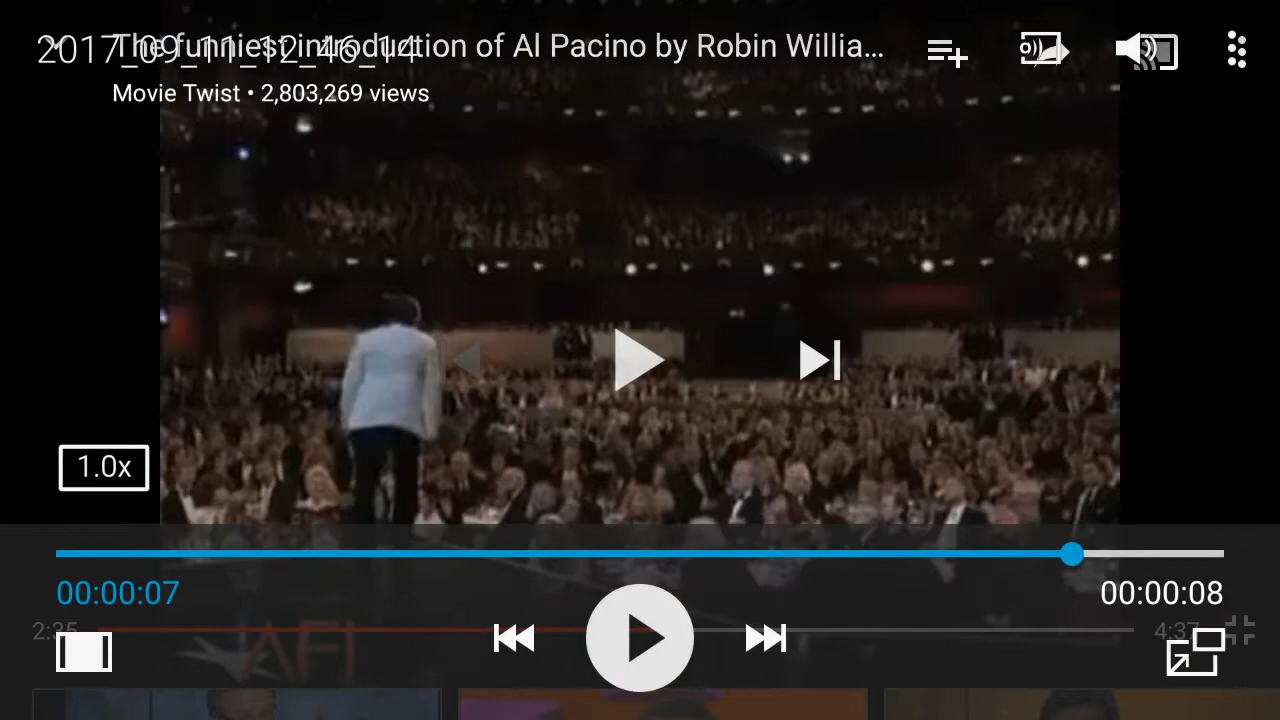 2017_09_11_12_46_14
The funniest introduction of Al Pacino by Robin Willia...
Movie Twist • 2,803,269 views
1.0x
00:00:07
00:00:08
2:35
4:37
AFI